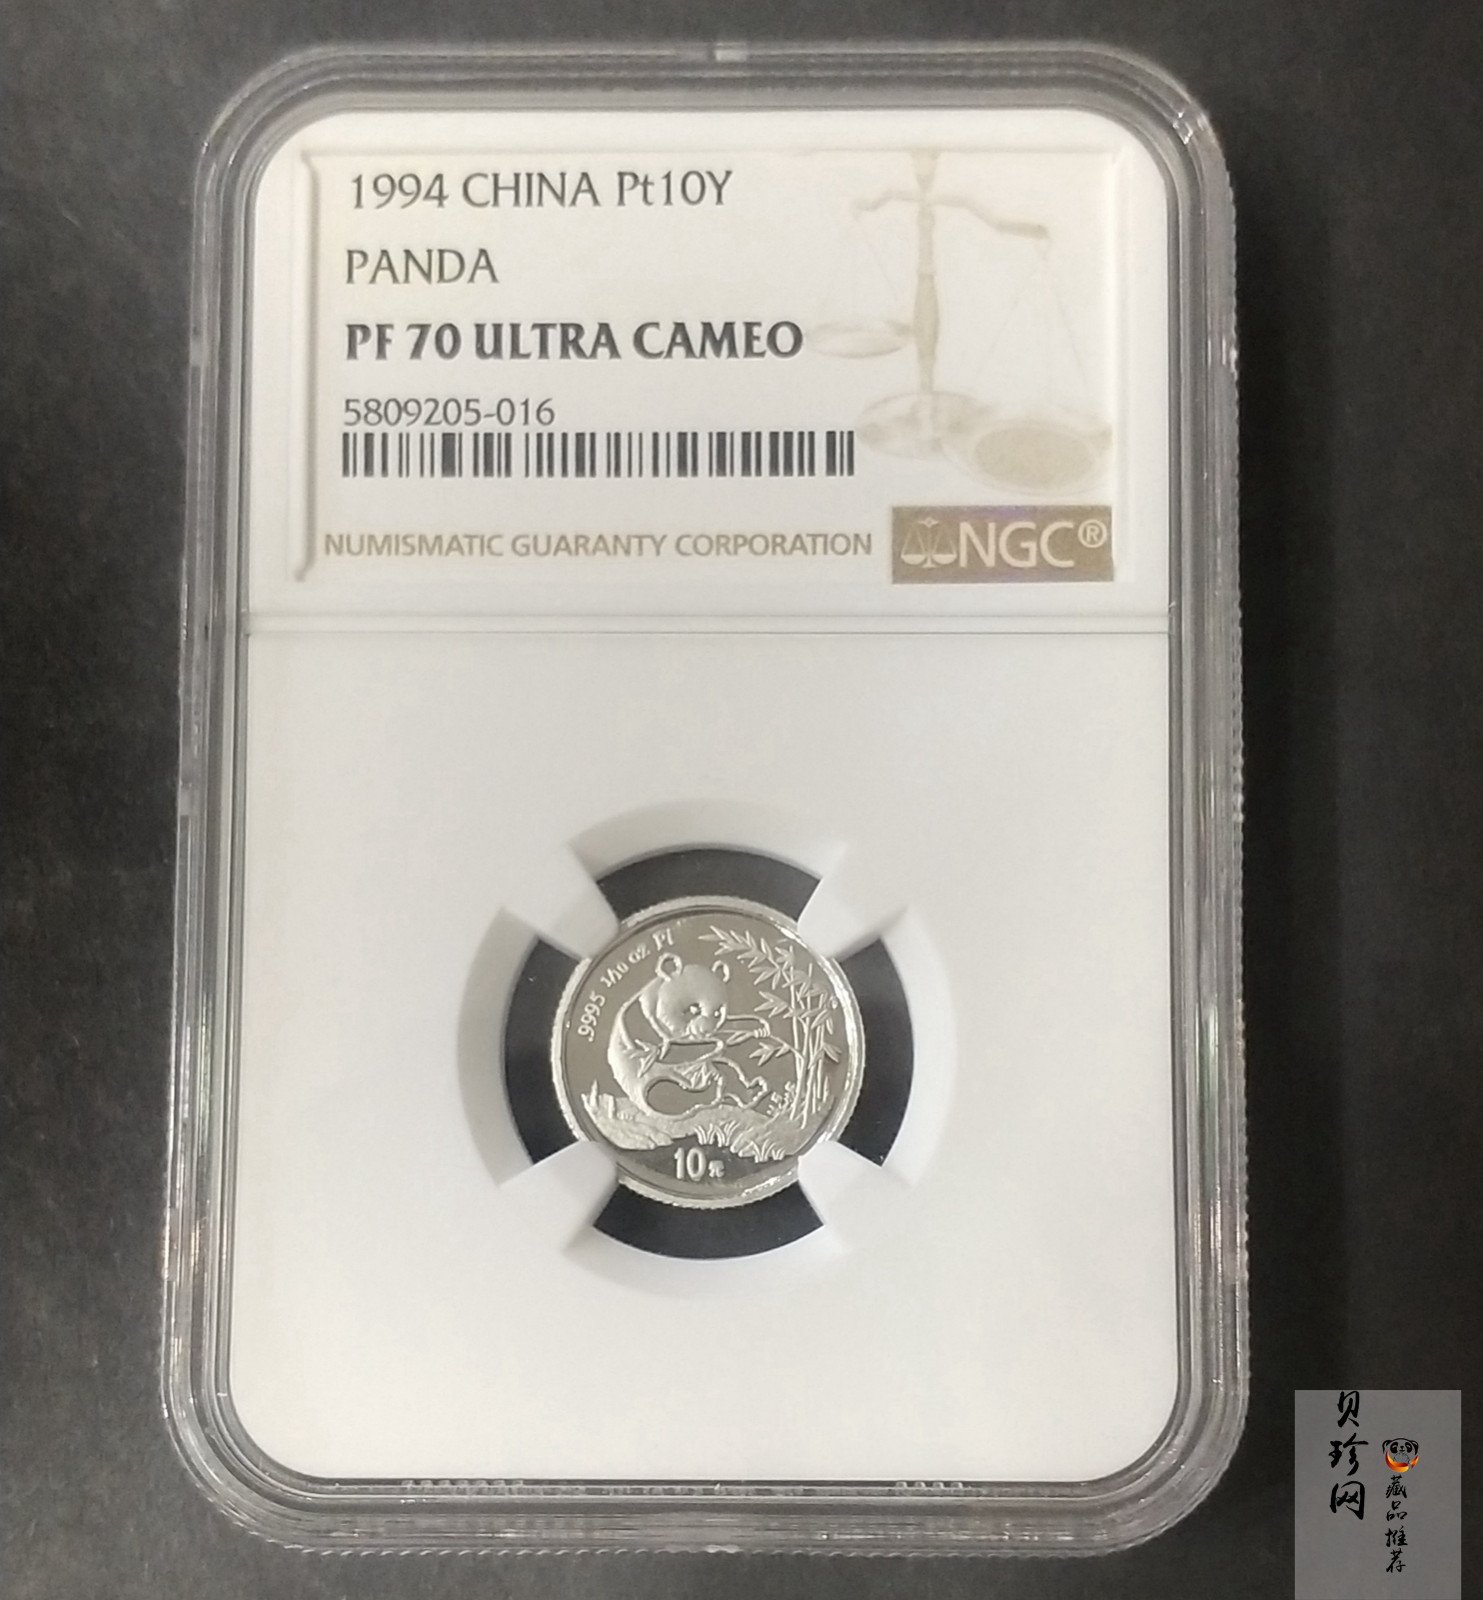 1994 CHINA Pt10Y
PANDA
PF 70 ULTRA CAMEO
5809205-016
NUMISMATIC GUARANTY CORPORATION
NGC®
.9995 1/10 oz Pt
10元
贝珍网
藏品推荐